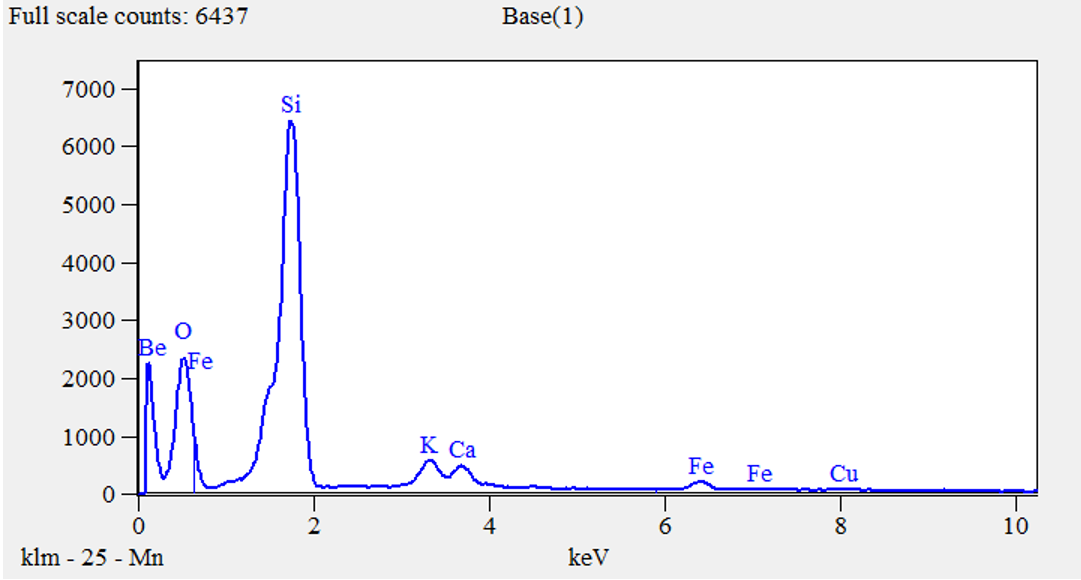 Full scale counts: 6437 Base(1)
7000
6000
5000
4000
3000
2000
1000
0
Si
Be
O
Fe
K
Ca
Fe
Fe
Cu
0 2 4 6 8 10
klm - 25 - Mn keV